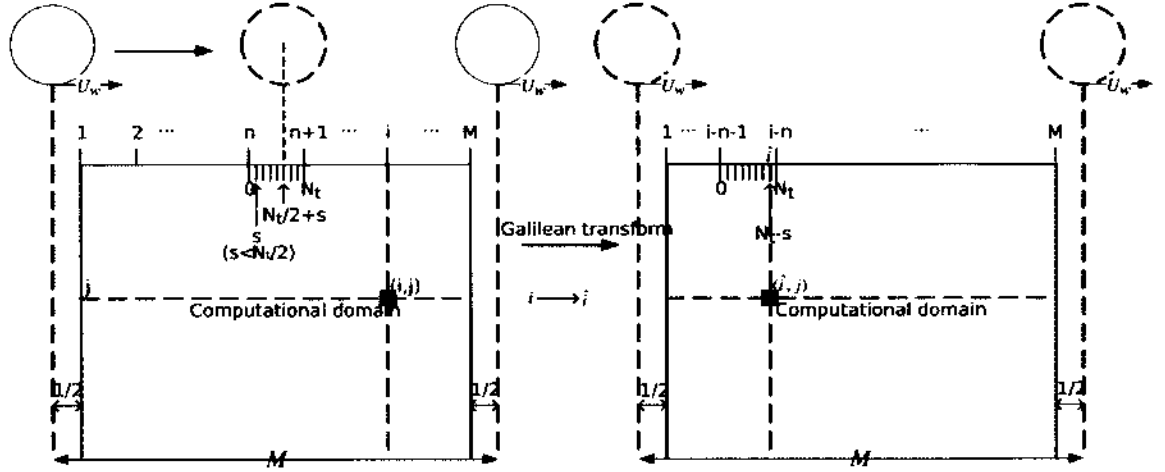 U_w U_w U_w U_w
1 2 ... n n+1 ... i ... M 1 ... i-n-1 i-n ... M
0 N_t 0 î N_t
N_t/2+s
s Galilean transform N_t-s
(s<N_t/2)
j (i,j) i î (î, j)
Computational domain Computational domain
1/2 1/2 1/2 1/2
M M